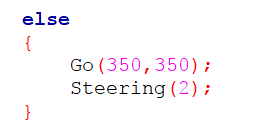 else
{
Go(350,350);
Steering(2);
}